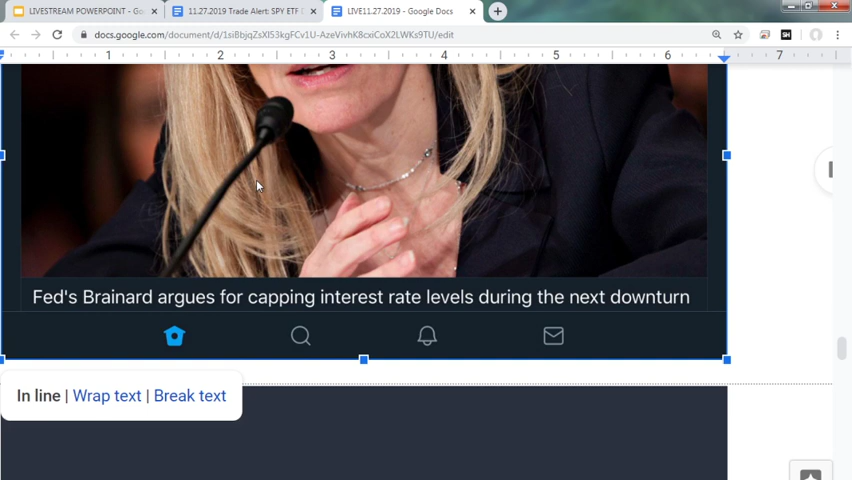 LIVESTREAM POWERPOINT - Go
11.27.2019 Trade Alert: SPY ETF
LIVE11.27.2019 - Google Docs
docs.google.com/document/d/1siBbjqZsXl53kgFCv1U-AzeVivhK8cxiCoX2LWKs9TU/edit
1 2 3 4 5 6 7
Fed's Brainard argues for capping interest rate levels during the next downturn
In line | Wrap text | Break text